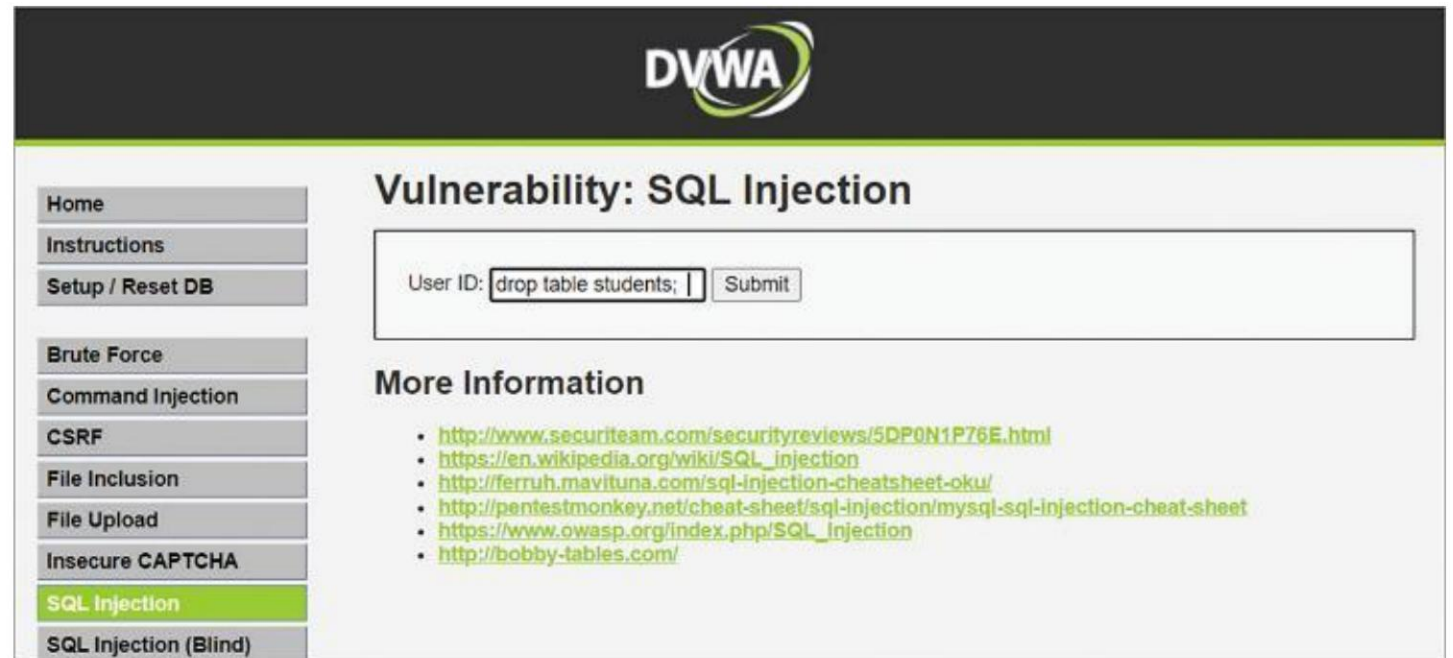 DVWA
Home
Instructions
Setup / Reset DB
Brute Force
Command Injection
CSRF
File Inclusion
File Upload
Insecure CAPTCHA
SQL Injection
SQL Injection (Blind)
Vulnerability: SQL Injection
User ID: drop table students; Submit
More Information
http://www.securiteam.com/securityreviews/5DP0N1P76E.html
https://en.wikipedia.org/wiki/SQL_injection
http://ferruh.mavituna.com/sql-injection-cheatsheet-oku/
http://pentestmonkey.net/cheat-sheet/sql-injection/mysql-sql-injection-cheat-sheet
https://www.owasp.org/index.php/SQL_Injection
http://bobby-tables.com/